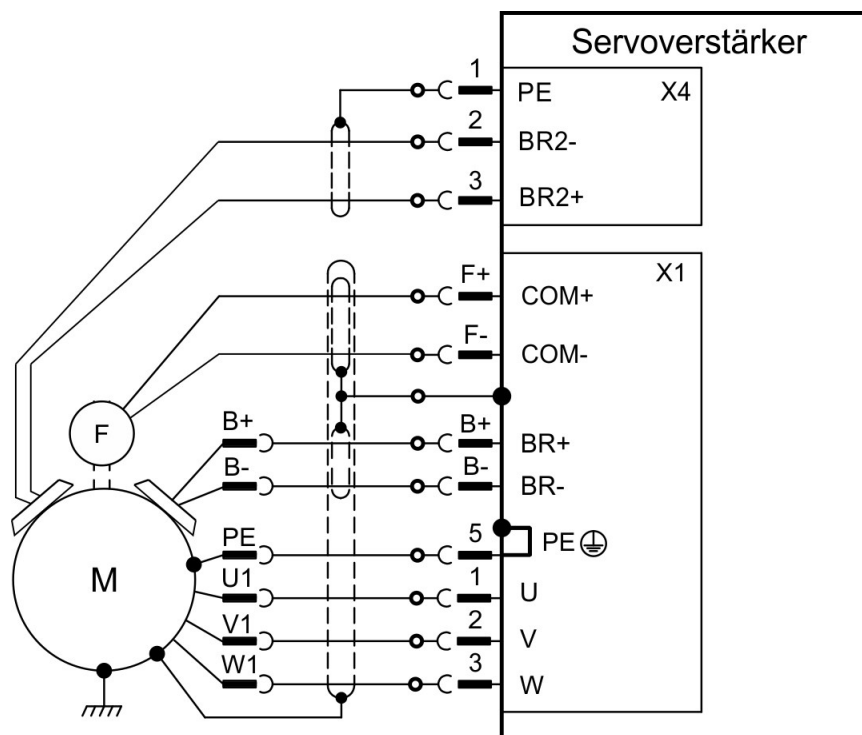 Servoverstärker
1 PE X4
2 BR2-
3 BR2+
F+ COM+ X1
F- COM-
F
B+ B+ BR+
B- B- BR-
PE 5 PE
M U1 1 U
V1 2 V
W1 3 W